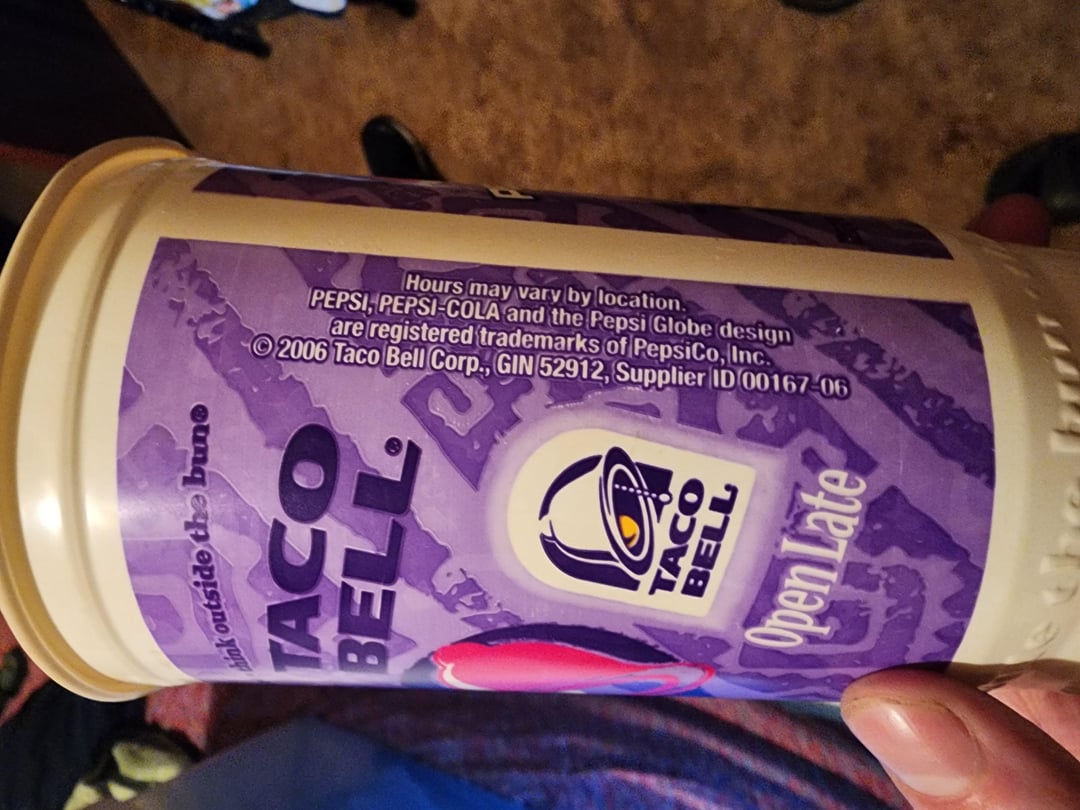 Hours may vary by location.
PEPSI, PEPSI-COLA and the Pepsi Globe design
are registered trademarks of PepsiCo, Inc.
© 2006 Taco Bell Corp., GIN 52912, Supplier ID 00167-06
outside the bun®
TACO
BELL®
TACO
BELL
Open Late